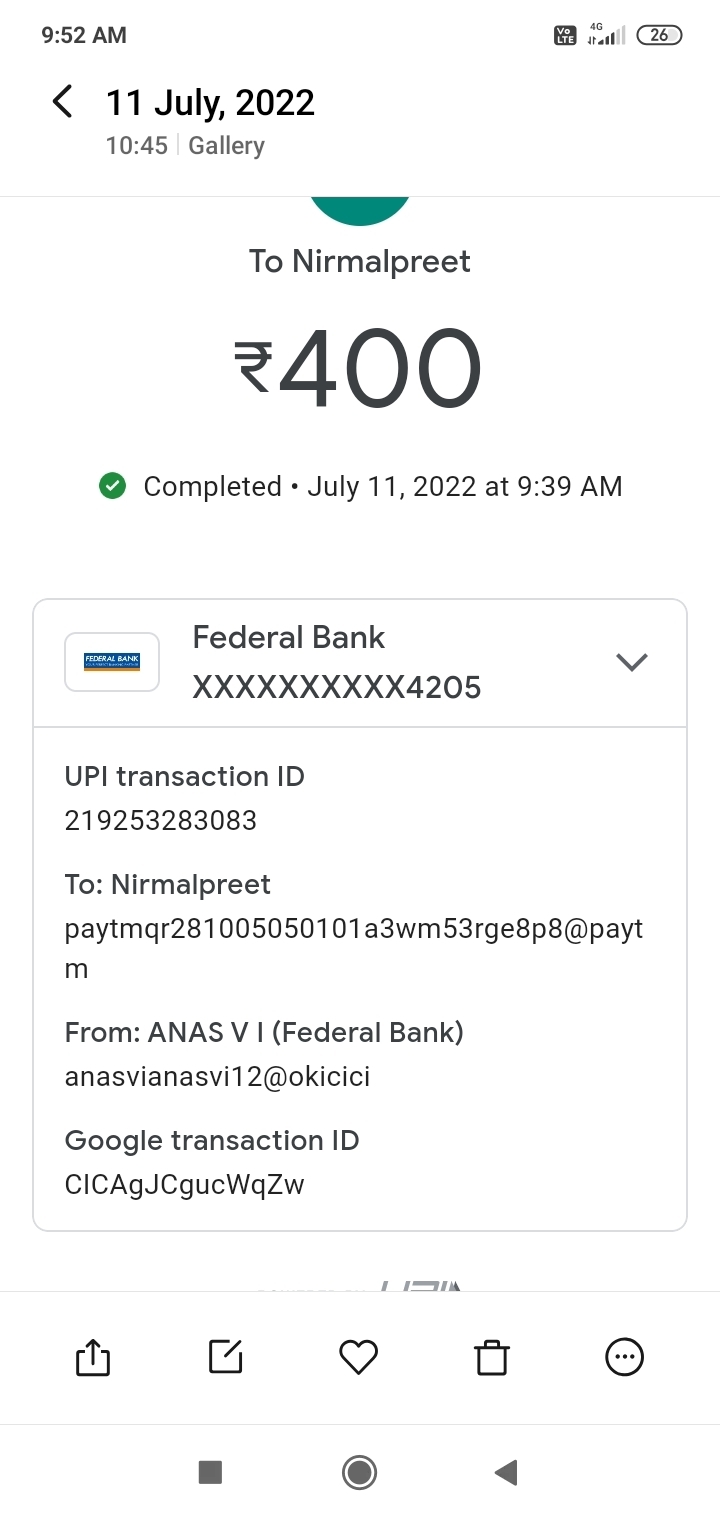 9:52 AM
Vo LTE 4G 26
11 July, 2022
10:45 Gallery
To Nirmalpreet
₹400
Completed • July 11, 2022 at 9:39 AM
Federal Bank
FEDERAL BANK
XXXXXXXXXX4205
UPI transaction ID
219253283083
To: Nirmalpreet
paytmqr281005050101a3wm53rge8p8@payt
m
From: ANAS V I (Federal Bank)
anasvianasvi12@okicici
Google transaction ID
CICAgJCgucWqZw